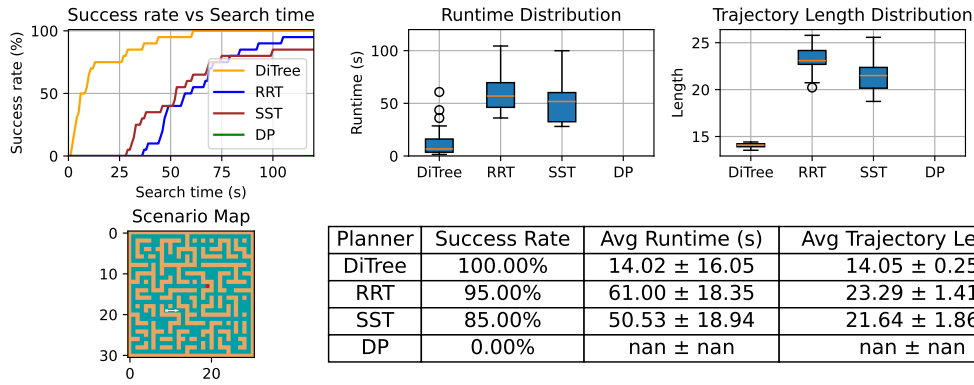 Success rate vs Search time
Success rate (%)
100
50
0
0 25 50 75 100
Search time (s)
DiTree
RRT
SST
DP
Runtime Distribution
Runtime (s)
100
50
0
DiTree RRT SST DP
Trajectory Length Distribution
Length
25
20
15
DiTree RRT SST DP
Scenario Map
0
10
20
30
0 20
Planner Success Rate Avg Runtime (s) Avg Trajectory Le
DiTree 100.00% 14.02 ± 16.05 14.05 ± 0.25
RRT 95.00% 61.00 ± 18.35 23.29 ± 1.41
SST 85.00% 50.53 ± 18.94 21.64 ± 1.86
DP 0.00% nan ± nan nan ± nan